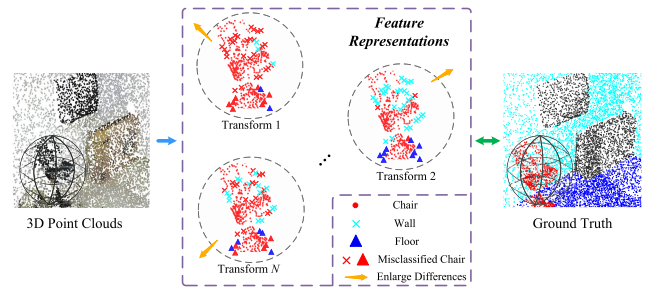 Feature
Representations
Transform 1
Transform 2
Transform N
3D Point Clouds
Ground Truth
Chair
Wall
Floor
Misclassified Chair
Enlarge Differences